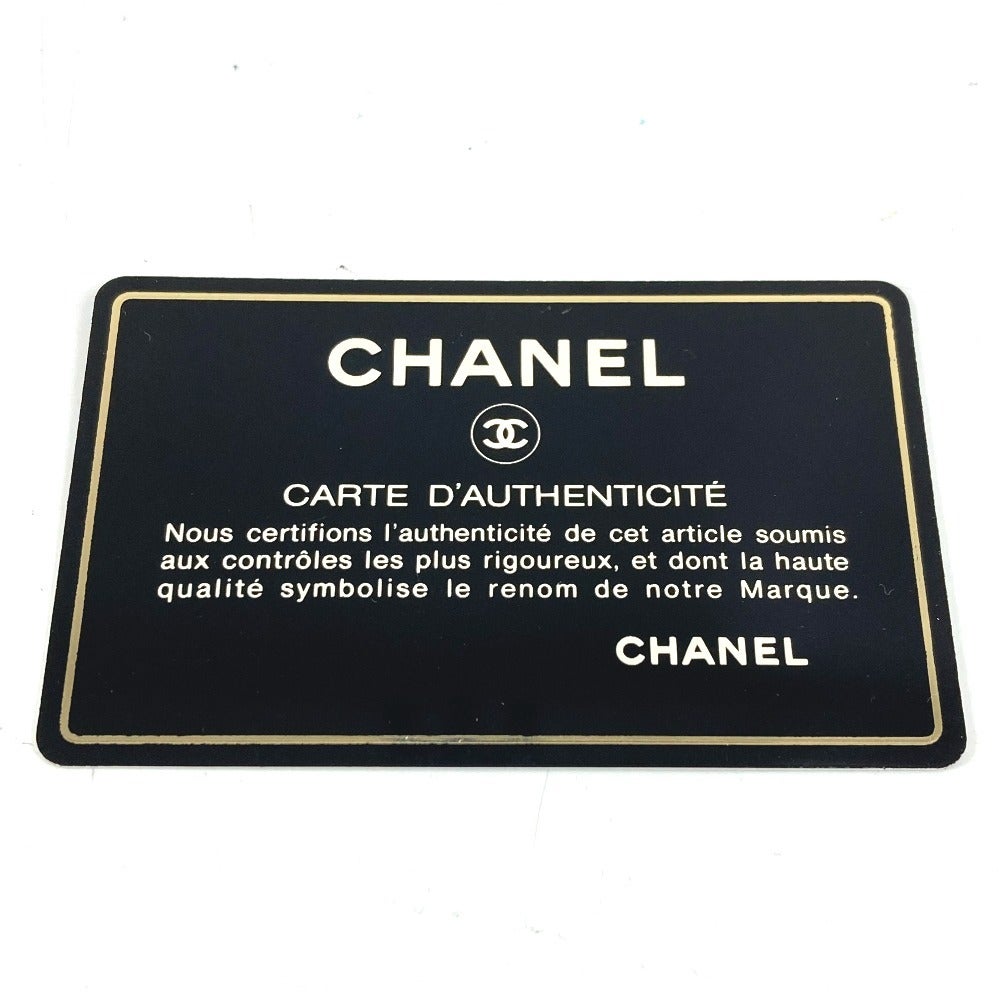 CHANEL
CARTE D'AUTHENTICITÉ
Nous certifions l'authenticité de cet article soumis
aux contrôles les plus rigoureux, et dont la haute
qualité symbolise le renom de notre Marque.
CHANEL